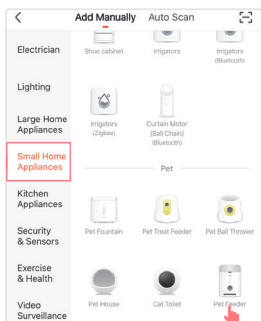 Add Manually Auto Scan
Electrician
Shoe cabinet
Irrigators
Irrigators
(Bluetooth)
Lighting
Large Home
Appliances
Irrigators
(Zigbee)
Curtain Motor
(Ball Chain)
(Bluetooth)
Small Home
Appliances
Pet
Kitchen
Appliances
Security
& Sensors
Pet Fountain
Pet Treat Feeder
Pet Ball Thrower
Exercise
& Health
Video
Surveillance
Pet House
Cat Toilet
Pet Feeder